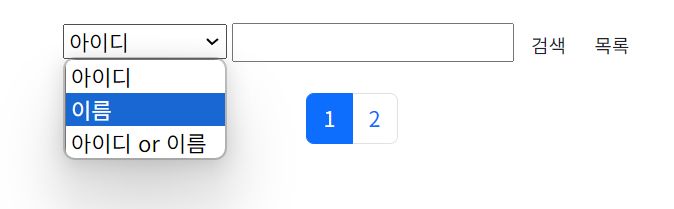 아이디 검색 목록
아이디
이름
아이디 or 이름
1 2